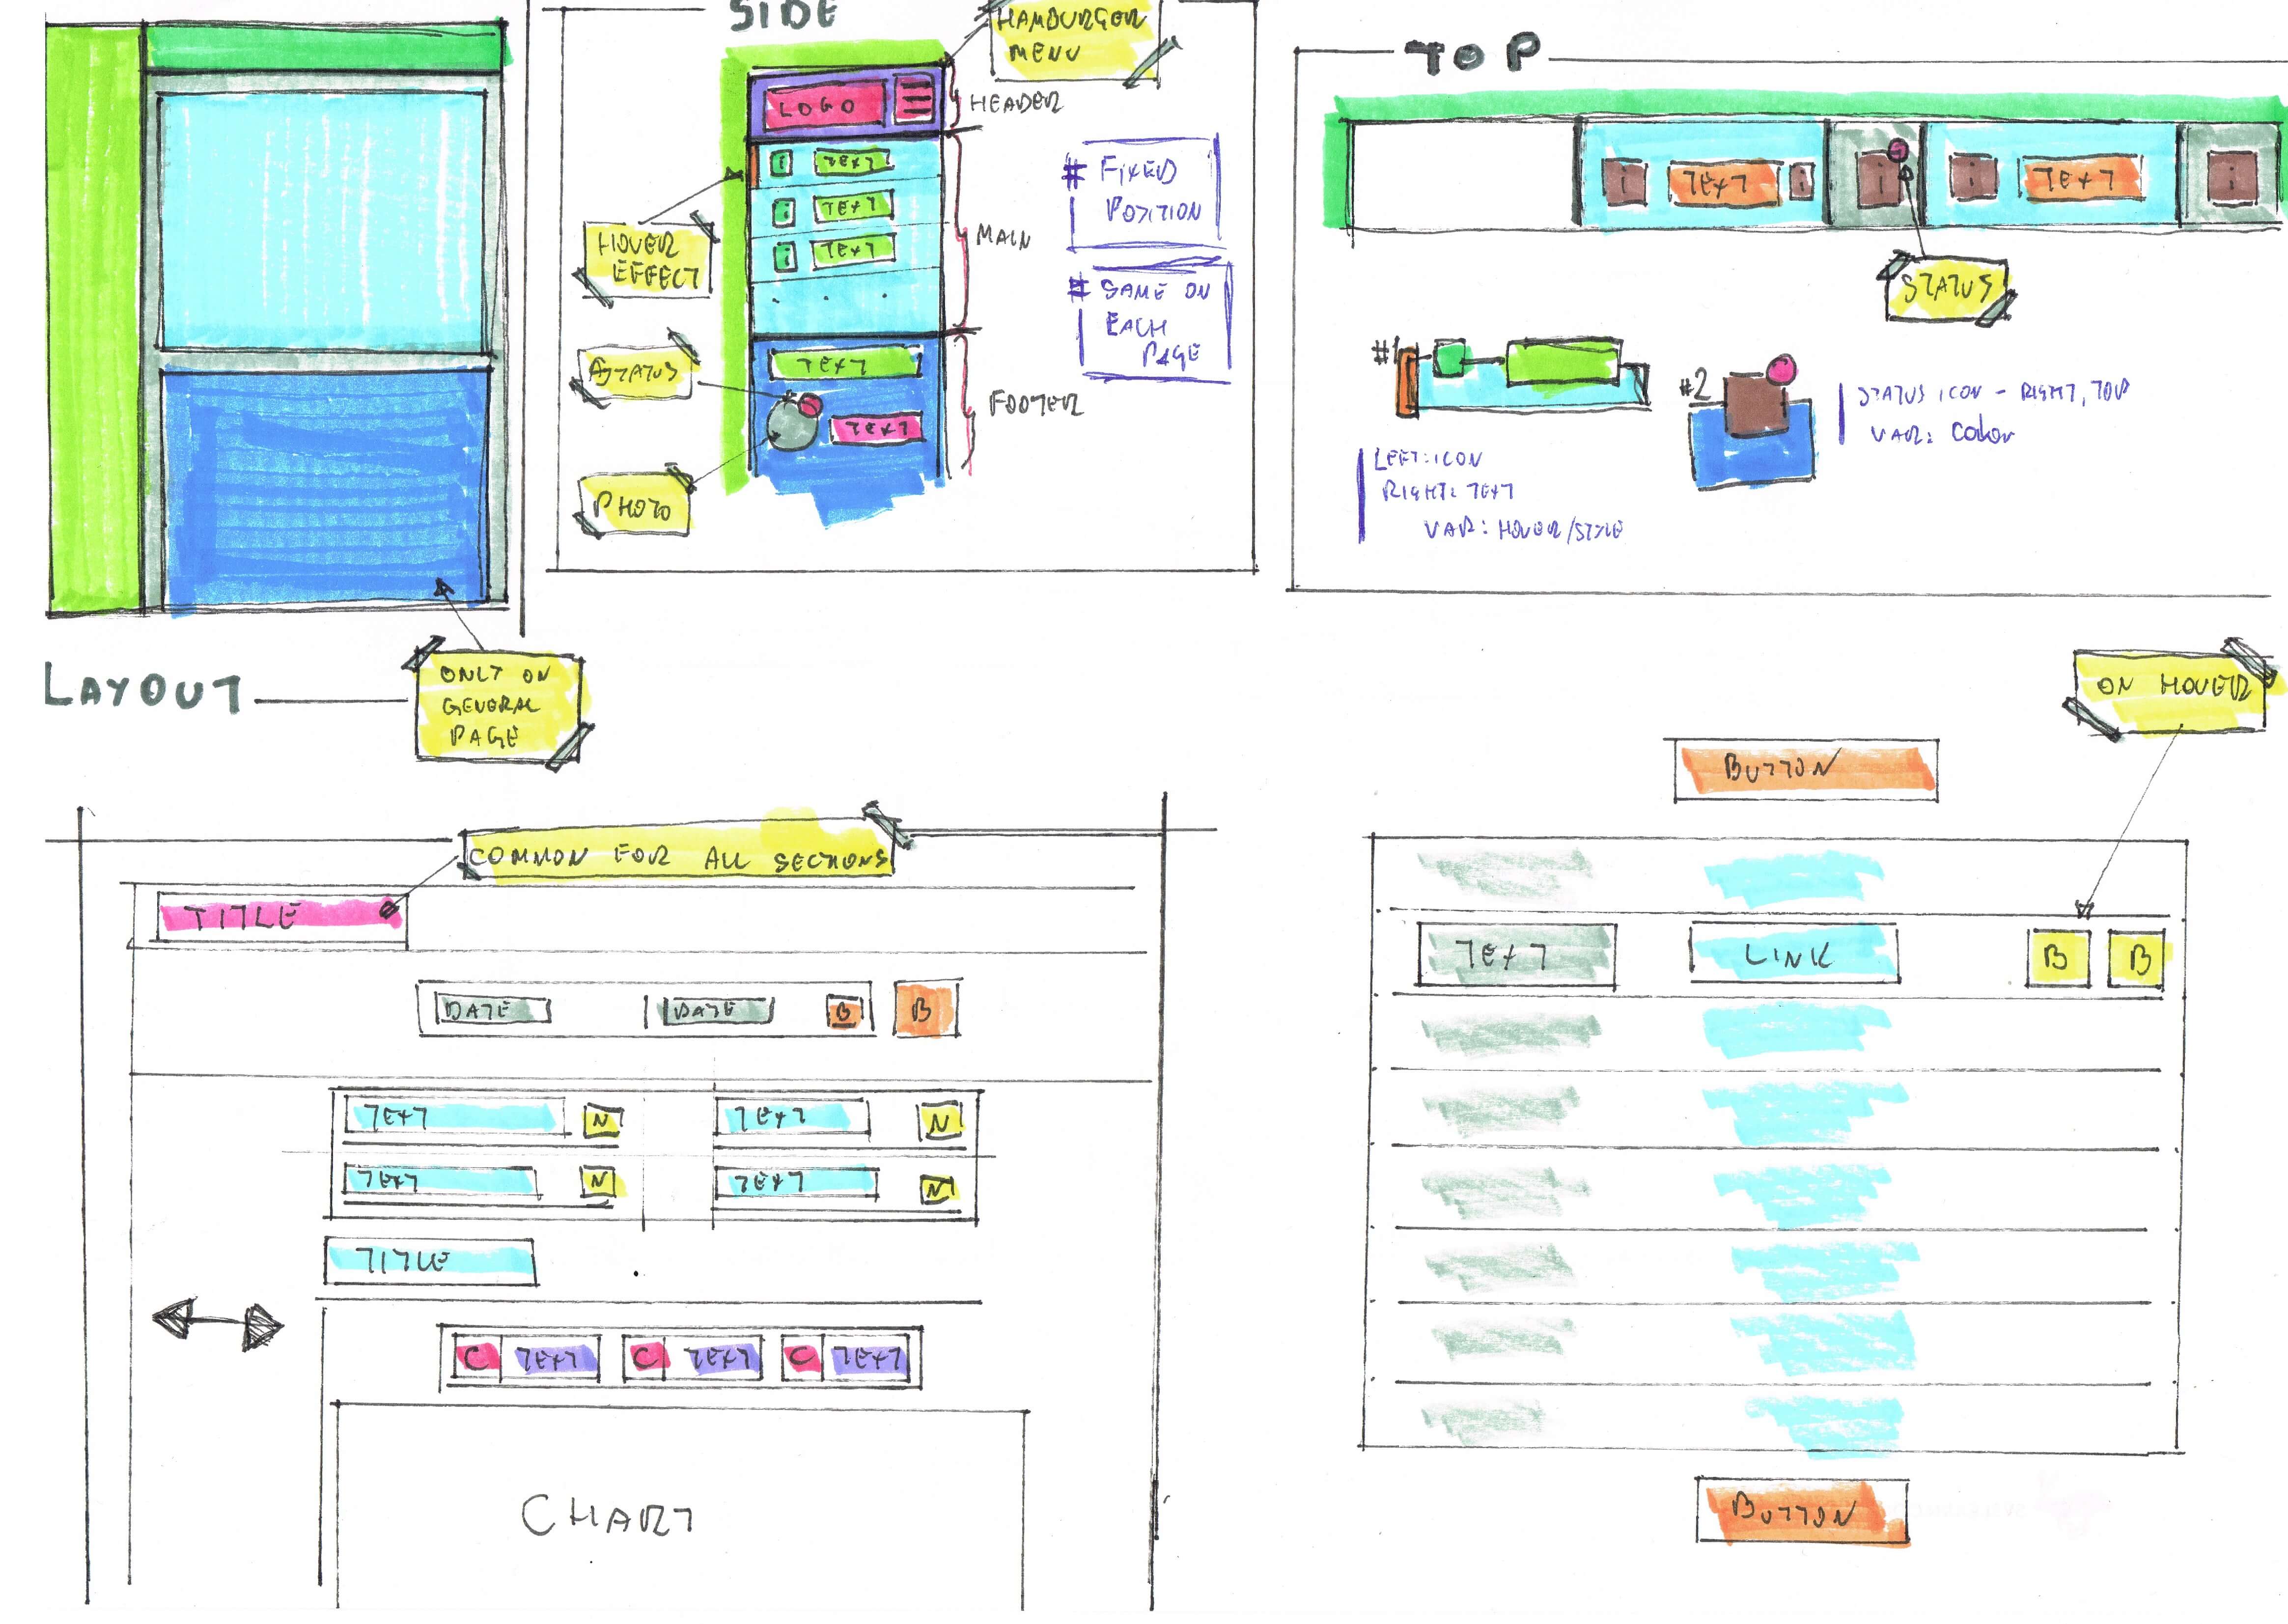 SIDE
HAMBURGER
MENU
LOGO
HEADER
TEXT
TEXT
TEXT
HOVER
EFFECT
MAIN
# FIXED
POSITION
# SAME ON
EACH
PAGE
STATUS
TEXT
TEXT
FOOTER
PHOTO
TOP
i
TEXT
i
i
i
TEXT
i
STATUS
#1
LEFT: ICON
RIGHT: TEXT
VAR: HOVER/STYLE
#2
STATUS ICON - RIGHT, TOP
VAR: COLOR
LAYOUT
ONLY ON
GENERAL
PAGE
COMMON FOR ALL SECTIONS
TITLE
DATE DATE B B
TEXT N TEXT N
TEXT N TEXT N
TITLE
C TEXT C TEXT C TEXT
CHART
ON HOVER
BUTTON
TEXT LINK B B
BUTTON